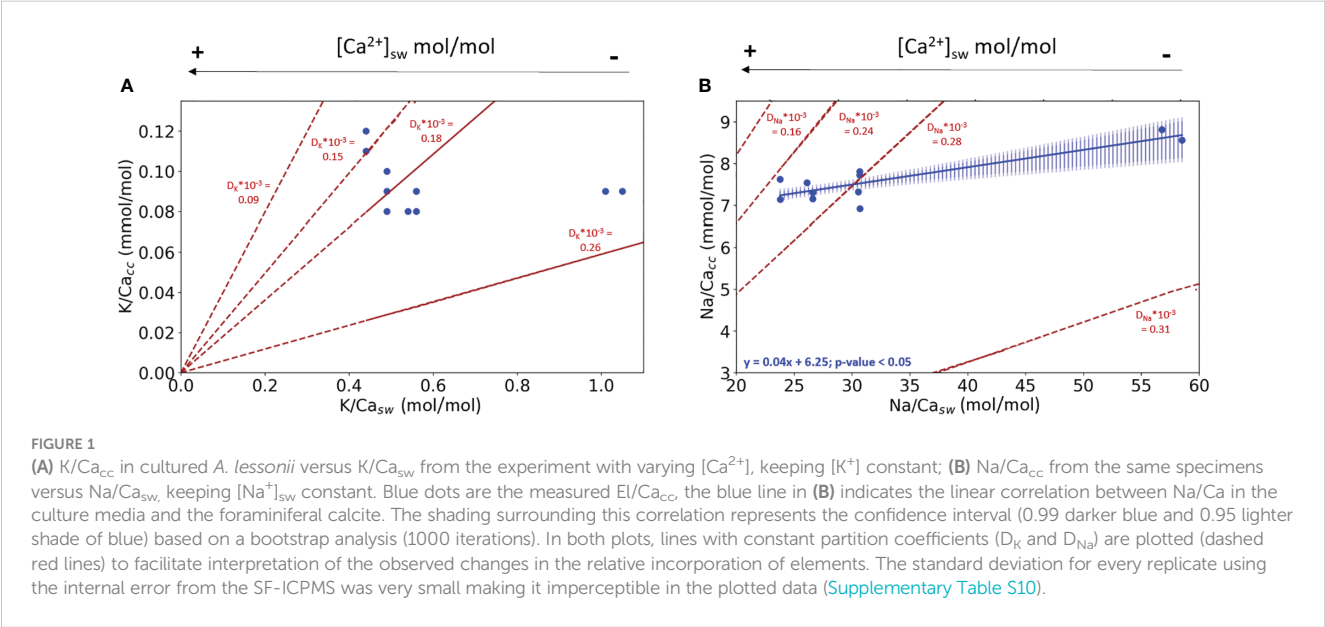 [Ca²⁺]sw mol/mol
+ -
A
K/Cacc (mmol/mol)
0.12
0.10
0.08
0.06
0.04
0.02
0.00
DK*10⁻³ =
0.09
DK*10⁻³ =
0.15
DK*10⁻³ =
0.18
DK*10⁻³ =
0.26
0.0 0.2 0.4 0.6 0.8 1.0
K/Casw (mol/mol)
[Ca²⁺]sw mol/mol
+ -
B
Na/Cacc (mmol/mol)
9
8
7
6
5
4
3
DNa*10⁻³
= 0.16
DNa*10⁻³
= 0.24
DNa*10⁻³
= 0.28
DNa*10⁻³
= 0.31
y = 0.04x + 6.25; p-value < 0.05
20 25 30 35 40 45 50 55 60
Na/Casw (mol/mol)
FIGURE 1
(A) K/Cacc in cultured A. lessonii versus K/Casw from the experiment with varying [Ca²⁺], keeping [K⁺] constant; (B) Na/Cacc from the same specimens
versus Na/Casw, keeping [Na⁺]sw constant. Blue dots are the measured El/Cacc, the blue line in (B) indicates the linear correlation between Na/Ca in the
culture media and the foraminiferal calcite. The shading surrounding this correlation represents the confidence interval (0.99 darker blue and 0.95 lighter
shade of blue) based on a bootstrap analysis (1000 iterations). In both plots, lines with constant partition coefficients (DK and DNa) are plotted (dashed
red lines) to facilitate interpretation of the observed changes in the relative incorporation of elements. The standard deviation for every replicate using
the internal error from the SF-ICPMS was very small making it imperceptible in the plotted data (Supplementary Table S10).